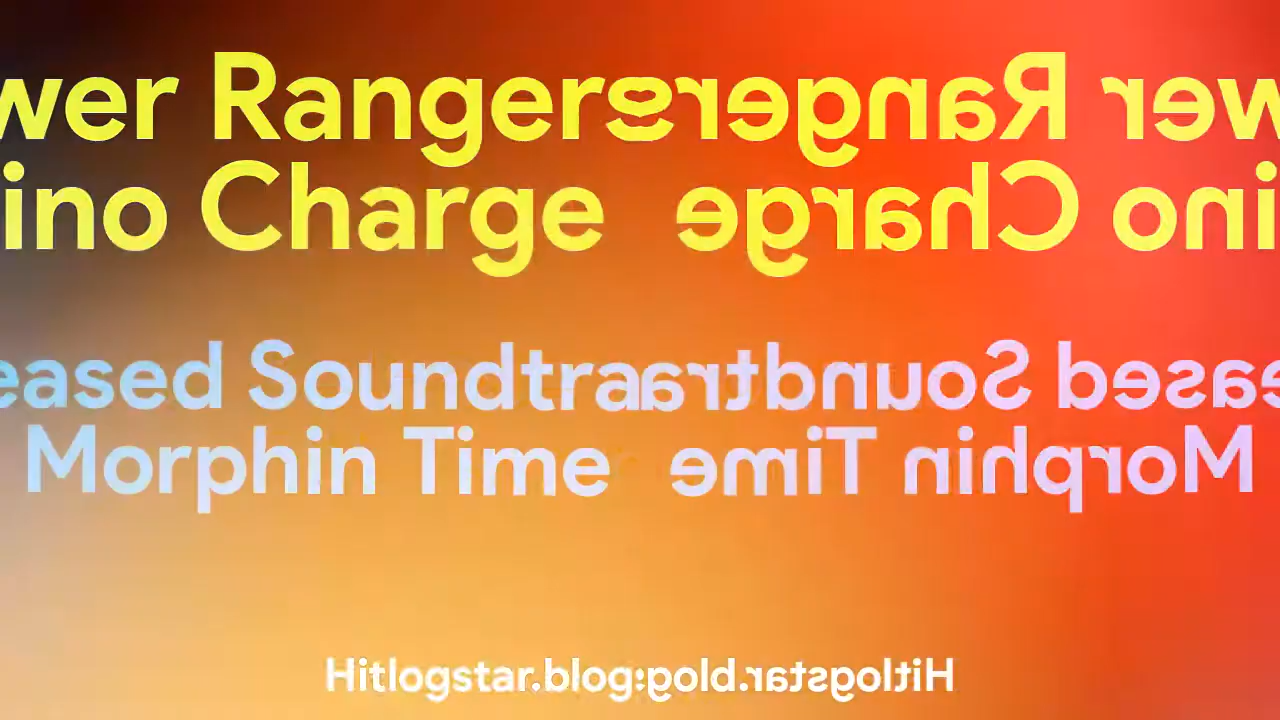 wer Rangers
ino Charge
eased Soundtra
Morphin Time
Hitlogstar.blog